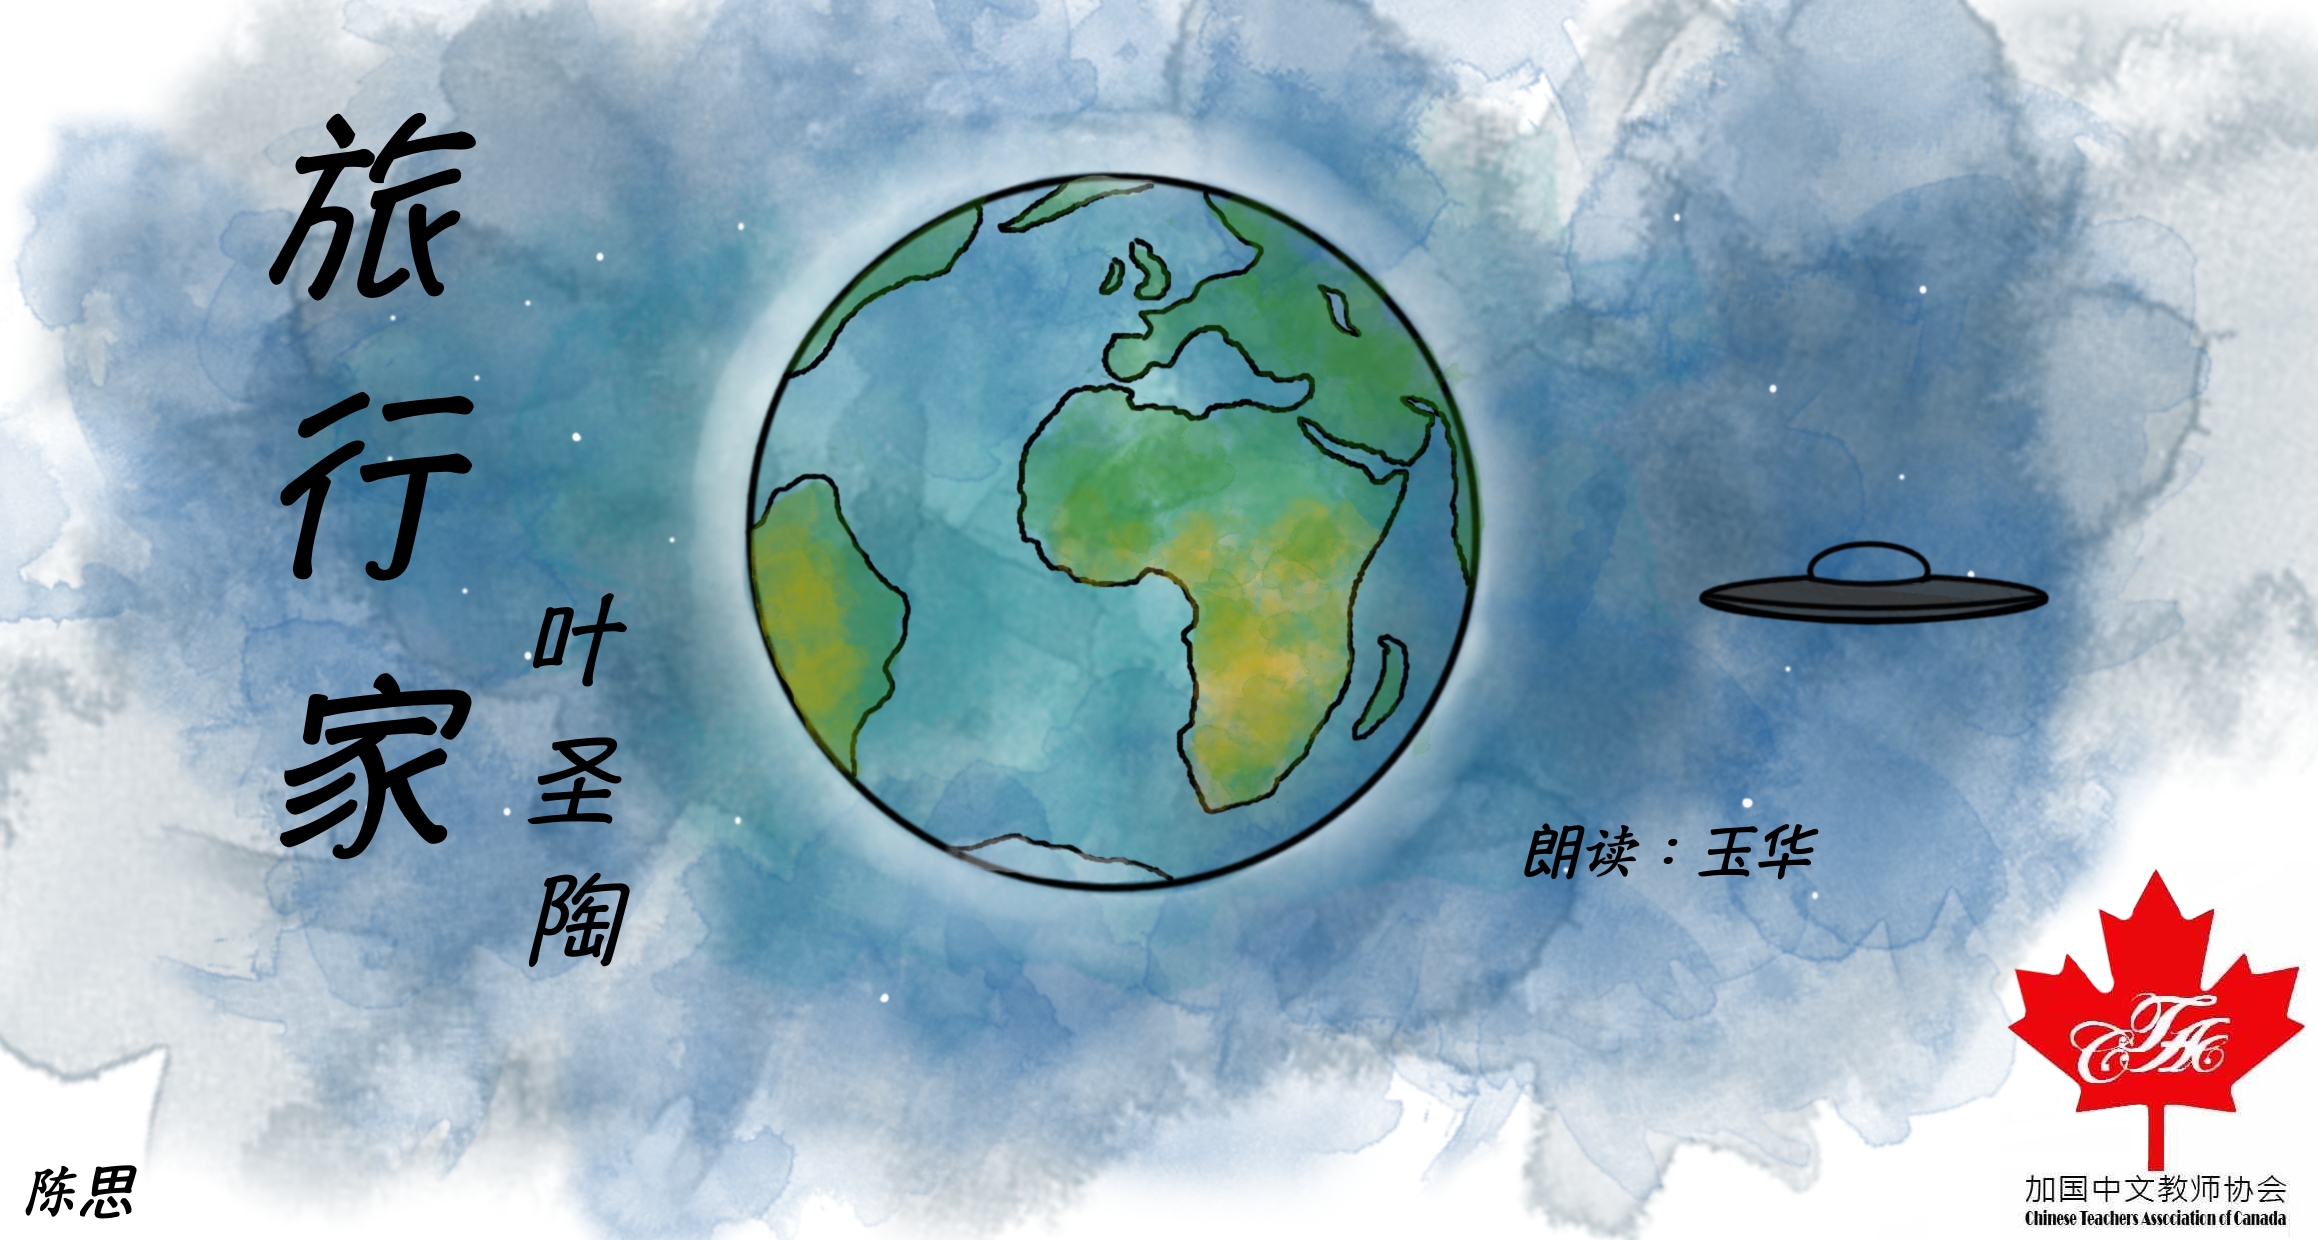 旅行家
叶圣陶
朗读：玉华
陈思
CTAC
加国中文教师协会
Chinese Teachers Association of Canada